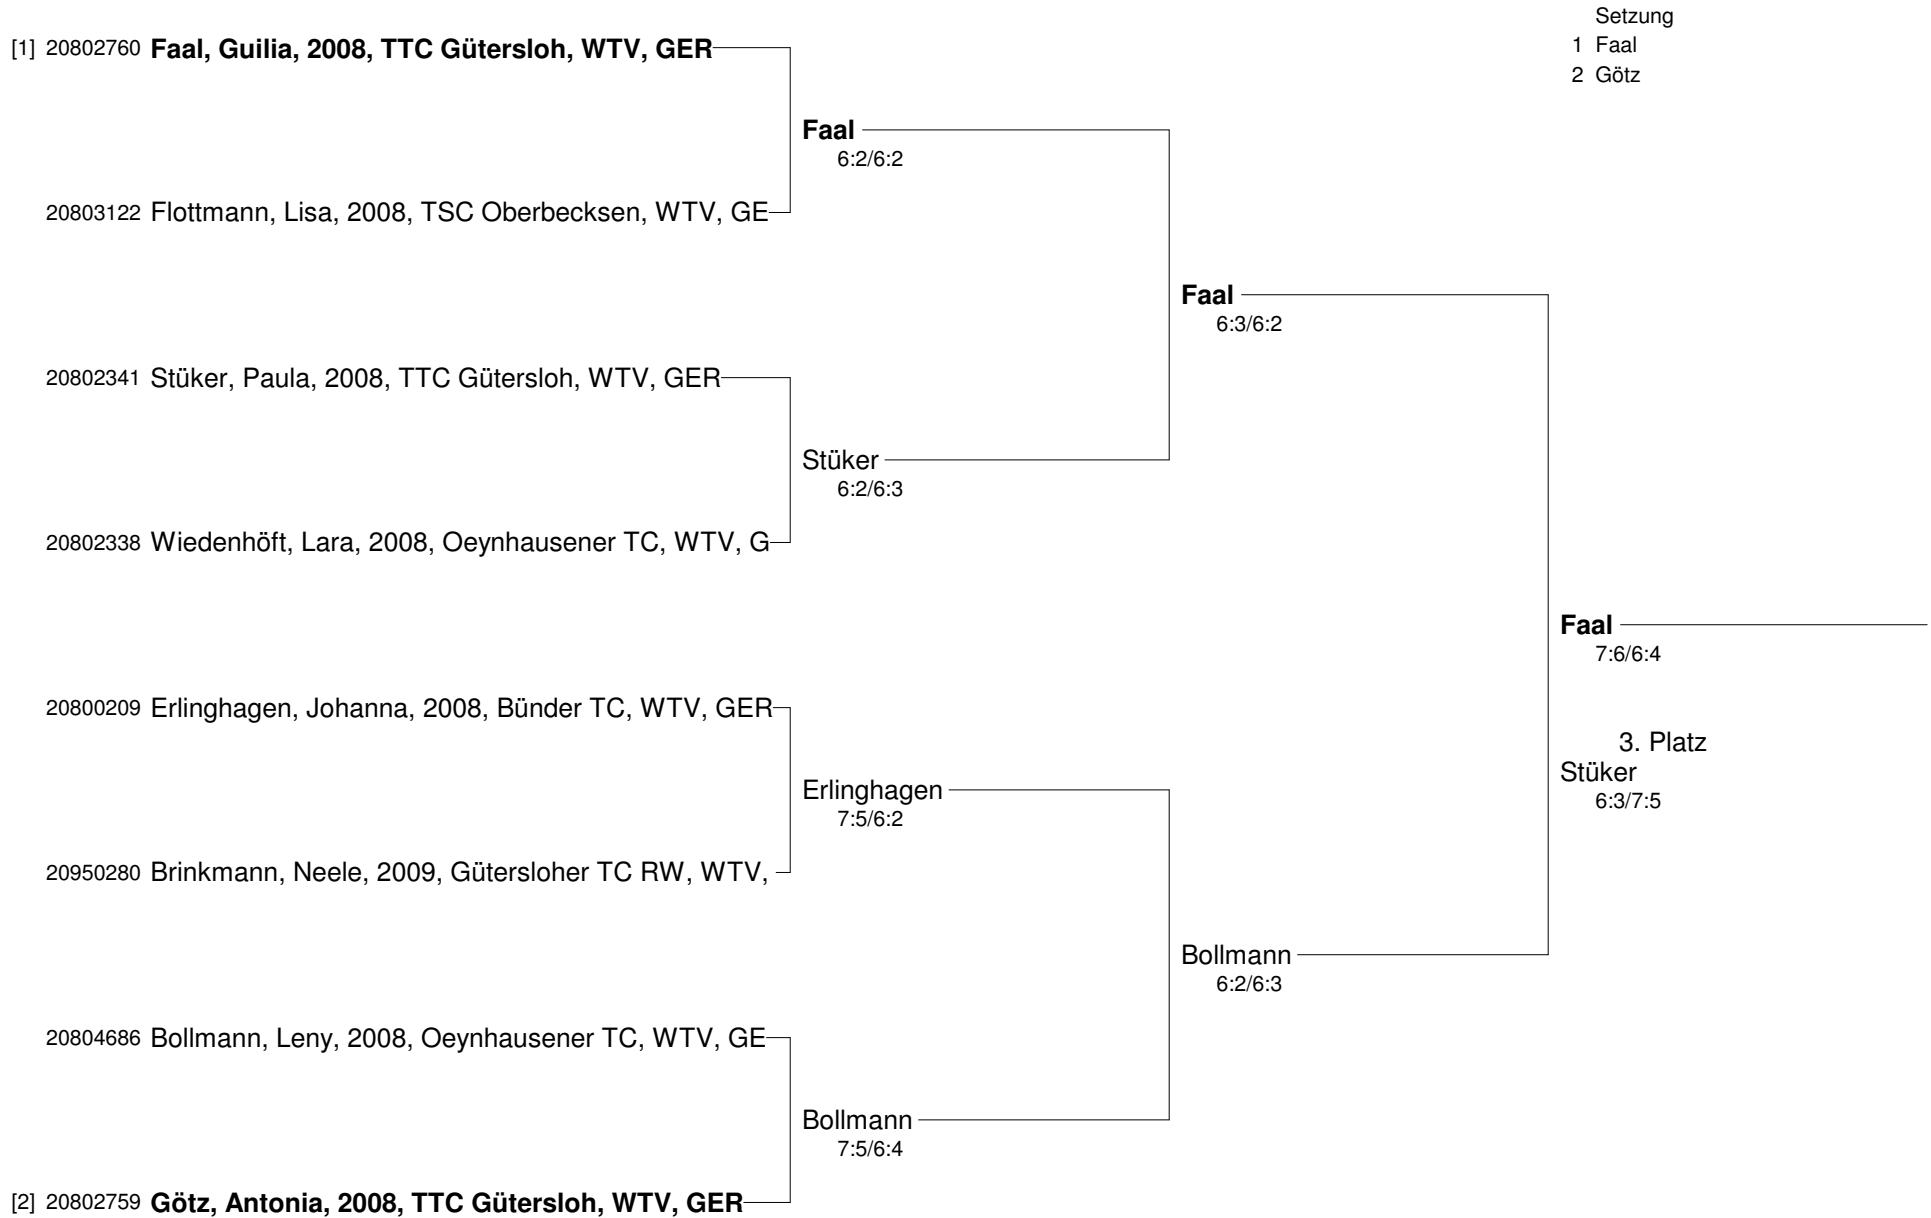 Setzung
1 Faal
2 Götz
[1] 20802760 Faal, Guilia, 2008, TTC Gütersloh, WTV, GER
Faal
6:2/6:2
20803122 Flottmann, Lisa, 2008, TSC Oberbecksen, WTV, GE
Faal
6:3/6:2
20802341 Stüker, Paula, 2008, TTC Gütersloh, WTV, GER
Stüker
6:2/6:3
20802338 Wiedenhöft, Lara, 2008, Oeynhausener TC, WTV, G
Faal
7:6/6:4
20800209 Erlinghagen, Johanna, 2008, Bünder TC, WTV, GER
3. Platz
Stüker
6:3/7:5
Erlinghagen
7:5/6:2
20950280 Brinkmann, Neele, 2009, Gütersloher TC RW, WTV,
Bollmann
6:2/6:3
20804686 Bollmann, Leny, 2008, Oeynhausener TC, WTV, GE
Bollmann
7:5/6:4
[2] 20802759 Götz, Antonia, 2008, TTC Gütersloh, WTV, GER